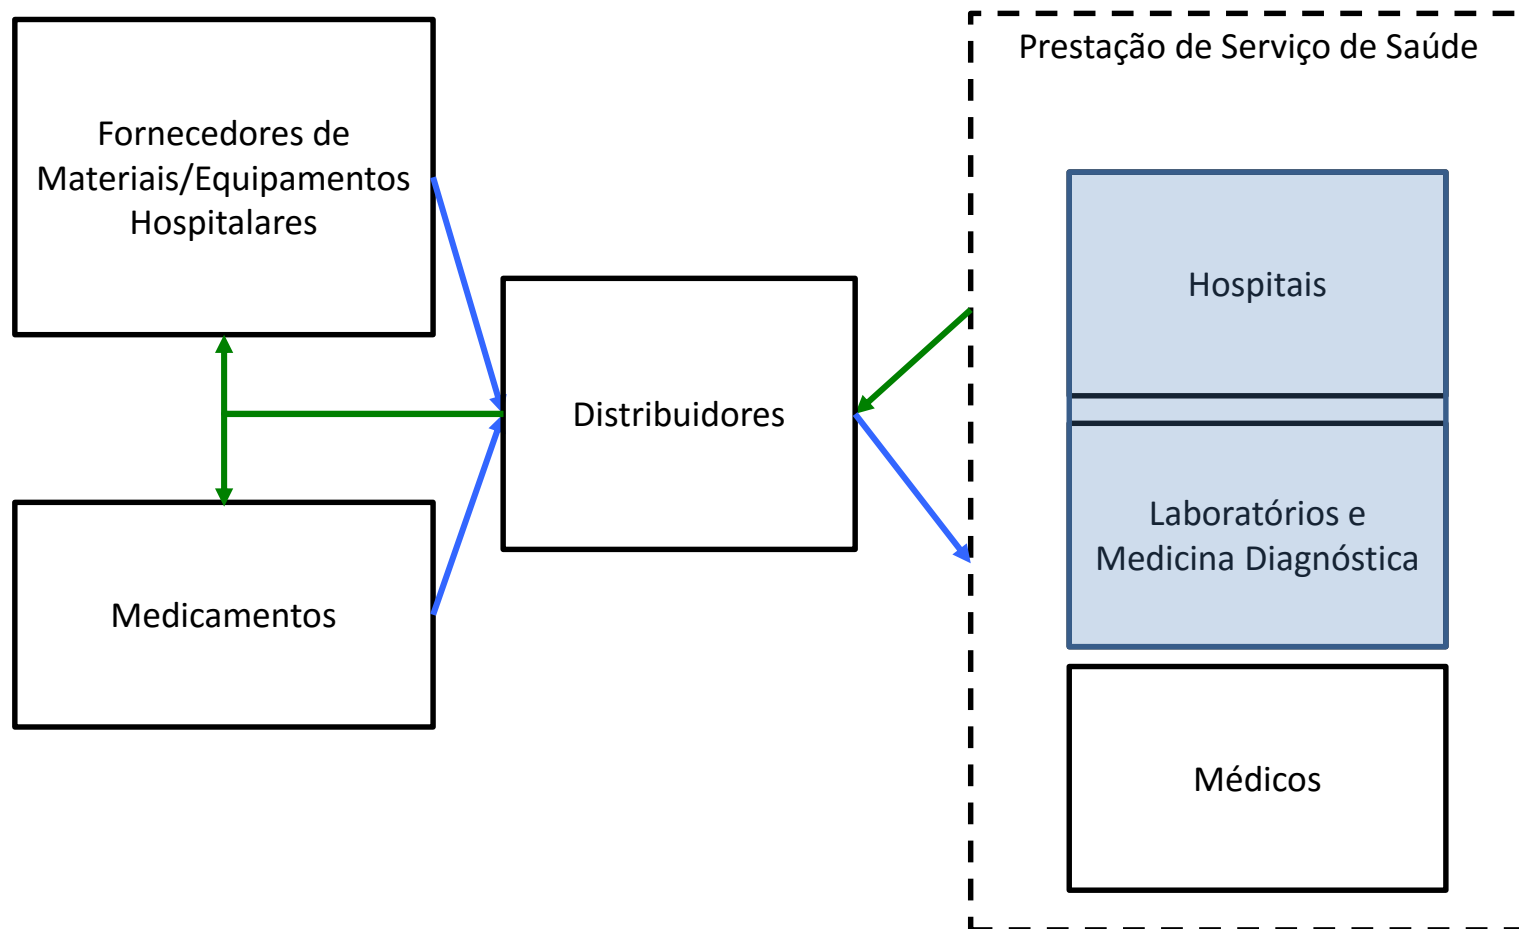 Prestação de Serviço de Saúde
Fornecedores de
Materiais/Equipamentos
Hospitalares
Hospitais
Distribuidores
Laboratórios e
Medicina Diagnóstica
Medicamentos
Médicos